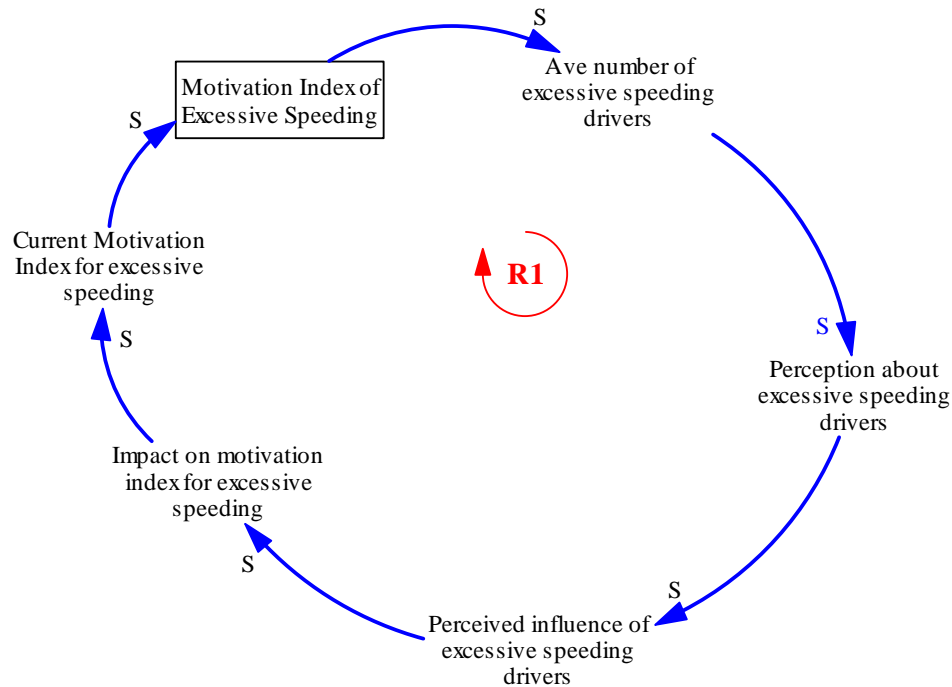 S
Motivation Index of
Excessive Speeding
Ave number of
excessive speeding
drivers
S
Perception about
excessive speeding
drivers
S
Perceived influence of
excessive speeding
drivers
S
Impact on motivation
index for excessive
speeding
S
Current Motivation
Index for excessive
speeding
S
R1